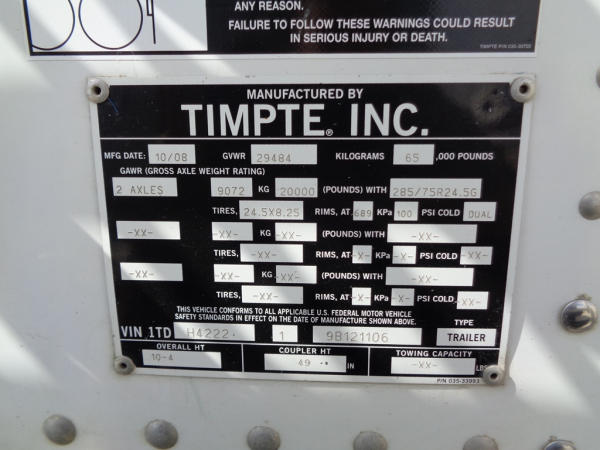 ANY REASON.
FAILURE TO FOLLOW THESE WARNINGS COULD RESULT
IN SERIOUS INJURY OR DEATH.
MANUFACTURED BY
TIMPTE® INC.
MFG DATE: 10/08 GVWR 29484 KILOGRAMS 65 ,000 POUNDS
GAWR (GROSS AXLE WEIGHT RATING)
2 AXLES 9072 KG 20000 (POUNDS) WITH 285/75R24.5G
TIRES, 24.5X8.25 RIMS, AT 689 KPa 100 PSI COLD DUAL
-XX- -XX- KG -XX- (POUNDS) WITH -XX-
TIRES, -XX- RIMS, AT -X- KPa -X- PSI COLD -XX-
-XX- -XX- KG -XX- (POUNDS) WITH -XX-
TIRES, -XX- RIMS, AT -X- KPa -X- PSI COLD -XX-
THIS VEHICLE CONFORMS TO ALL APPLICABLE U.S. FEDERAL MOTOR VEHICLE
SAFETY STANDARDS IN EFFECT ON THE DATE OF MANUFACTURE SHOWN ABOVE.
TYPE
VIN 1TD H4222 1 9B121106 TRAILER
OVERALL HT COUPLER HT TOWING CAPACITY
10-4 49 IN -XX- LBS
P/N 035-33993